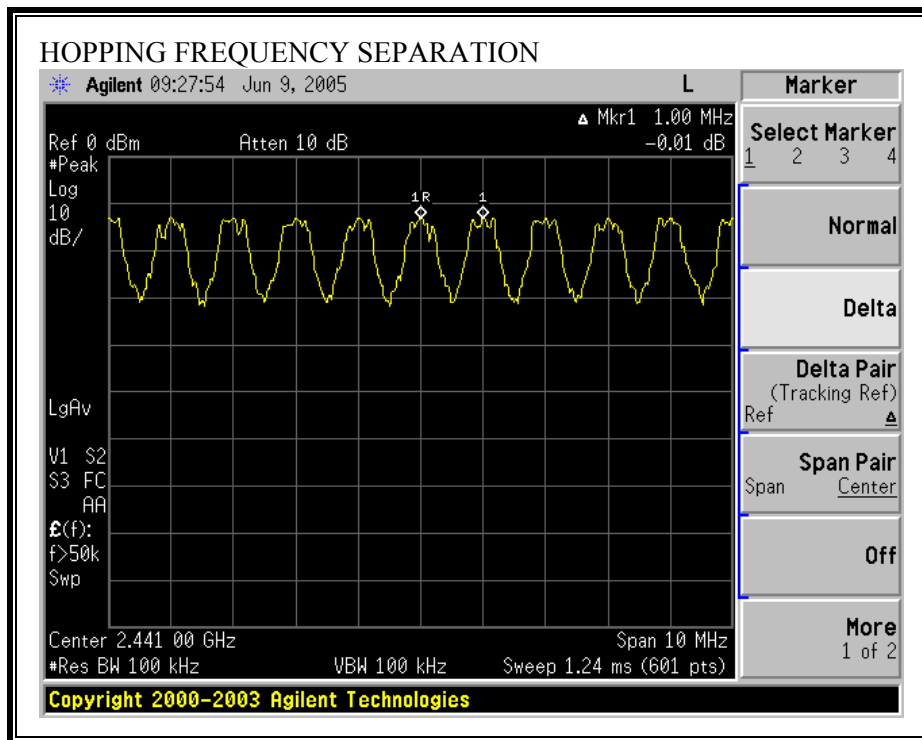 HOPPING FREQUENCY SEPARATION
Agilent 09:27:54 Jun 9, 2005 L
Marker
Δ Mkr1 1.00 MHz
Ref 0 dBm Atten 10 dB -0.01 dB
#Peak
Log
10
dB/
1R 1
LgAv
V1 S2
S3 FC
AA
£(f):
f>50k
Swp
Center 2.441 00 GHz Span 10 MHz
#Res BW 100 kHz VBW 100 kHz Sweep 1.24 ms (601 pts)
Copyright 2000-2003 Agilent Technologies
Select Marker
1 2 3 4
Normal
Delta
Delta Pair
(Tracking Ref)
Ref Δ
Span Pair
Span Center
Off
More
1 of 2